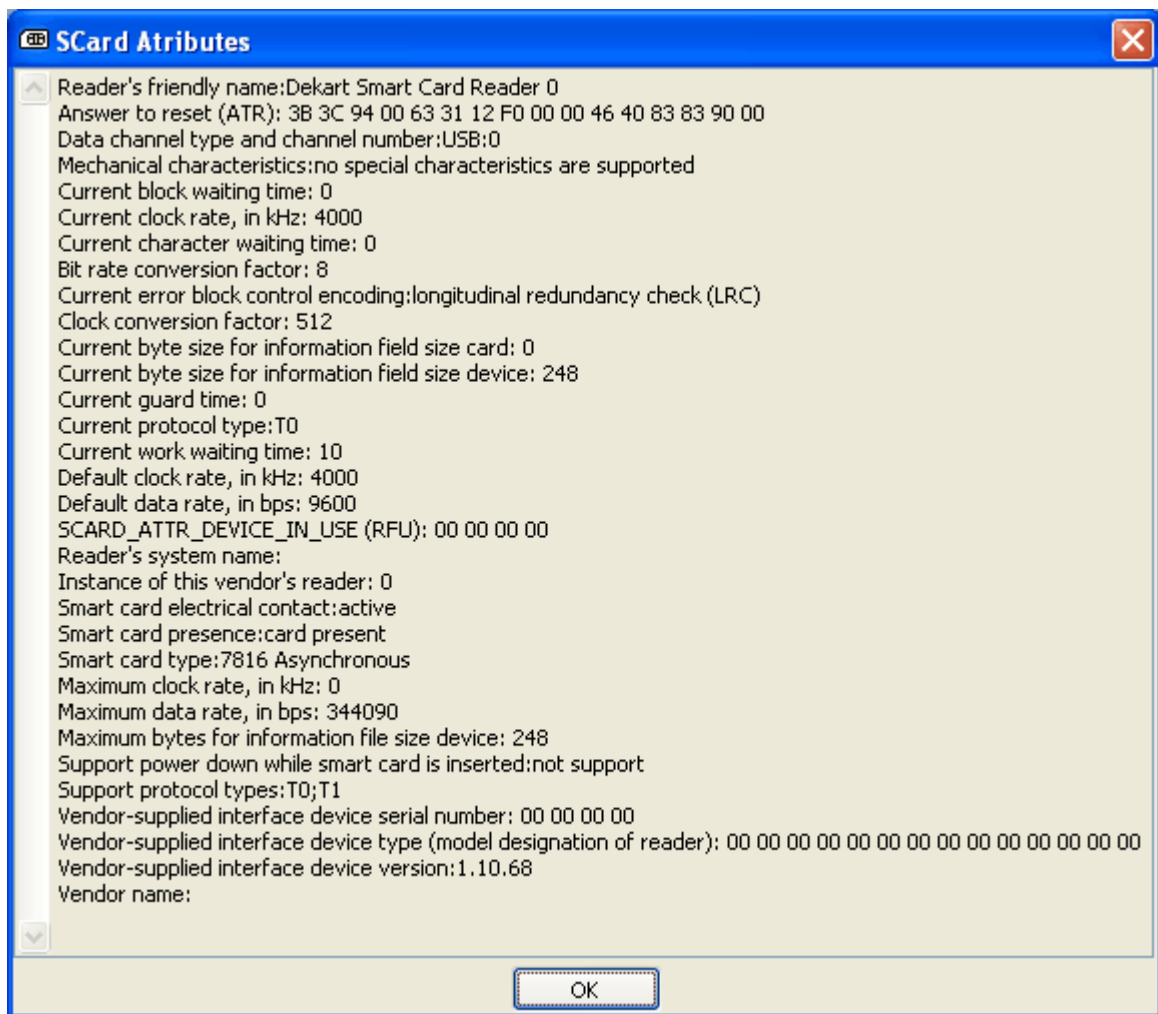 SCard Atributes
Reader's friendly name:Dekart Smart Card Reader 0
Answer to reset (ATR): 3B 3C 94 00 63 31 12 F0 00 00 46 40 83 83 90 00
Data channel type and channel number:USB:0
Mechanical characteristics:no special characteristics are supported
Current block waiting time: 0
Current clock rate, in kHz: 4000
Current character waiting time: 0
Bit rate conversion factor: 8
Current error block control encoding:longitudinal redundancy check (LRC)
Clock conversion factor: 512
Current byte size for information field size card: 0
Current byte size for information field size device: 248
Current guard time: 0
Current protocol type:T0
Current work waiting time: 10
Default clock rate, in kHz: 4000
Default data rate, in bps: 9600
SCARD_ATTR_DEVICE_IN_USE (RFU): 00 00 00 00
Reader's system name:
Instance of this vendor's reader: 0
Smart card electrical contact:active
Smart card presence:card present
Smart card type:7816 Asynchronous
Maximum clock rate, in kHz: 0
Maximum data rate, in bps: 344090
Maximum bytes for information file size device: 248
Support power down while smart card is inserted:not support
Support protocol types:T0;T1
Vendor-supplied interface device serial number: 00 00 00 00
Vendor-supplied interface device type (model designation of reader): 00 00 00 00 00 00 00 00 00 00 00 00 00 00
Vendor-supplied interface device version:1.10.68
Vendor name:
OK